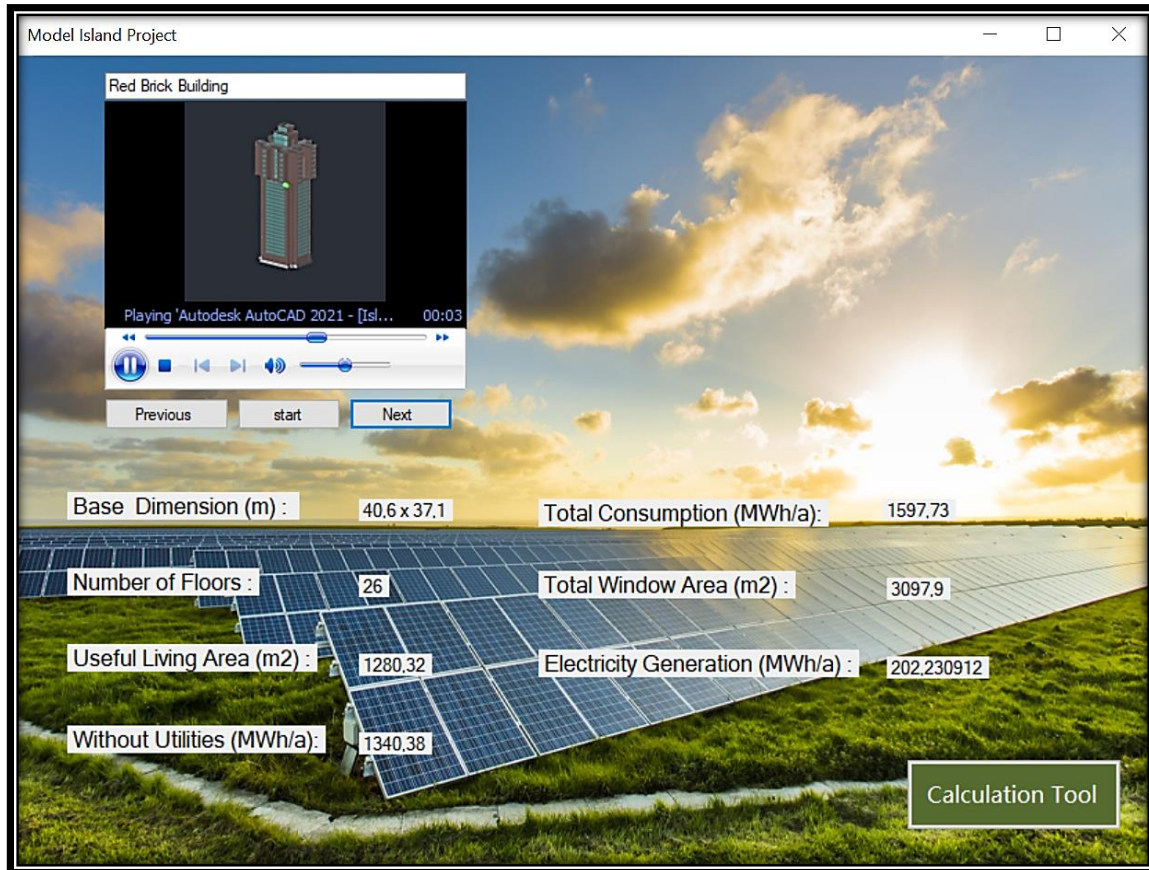 Model Island Project
Red Brick Building
Playing 'Autodesk AutoCAD 2021 - [Isl... 00:03
Previous start Next
Base Dimension (m) : 40,6 x 37,1
Total Consumption (MWh/a): 1597,73
Number of Floors : 26
Total Window Area (m2) : 3097,9
Useful Living Area (m2) : 1280,32
Electricity Generation (MWh/a) : 202,230912
Without Utilities (MWh/a): 1340,38
Calculation Tool